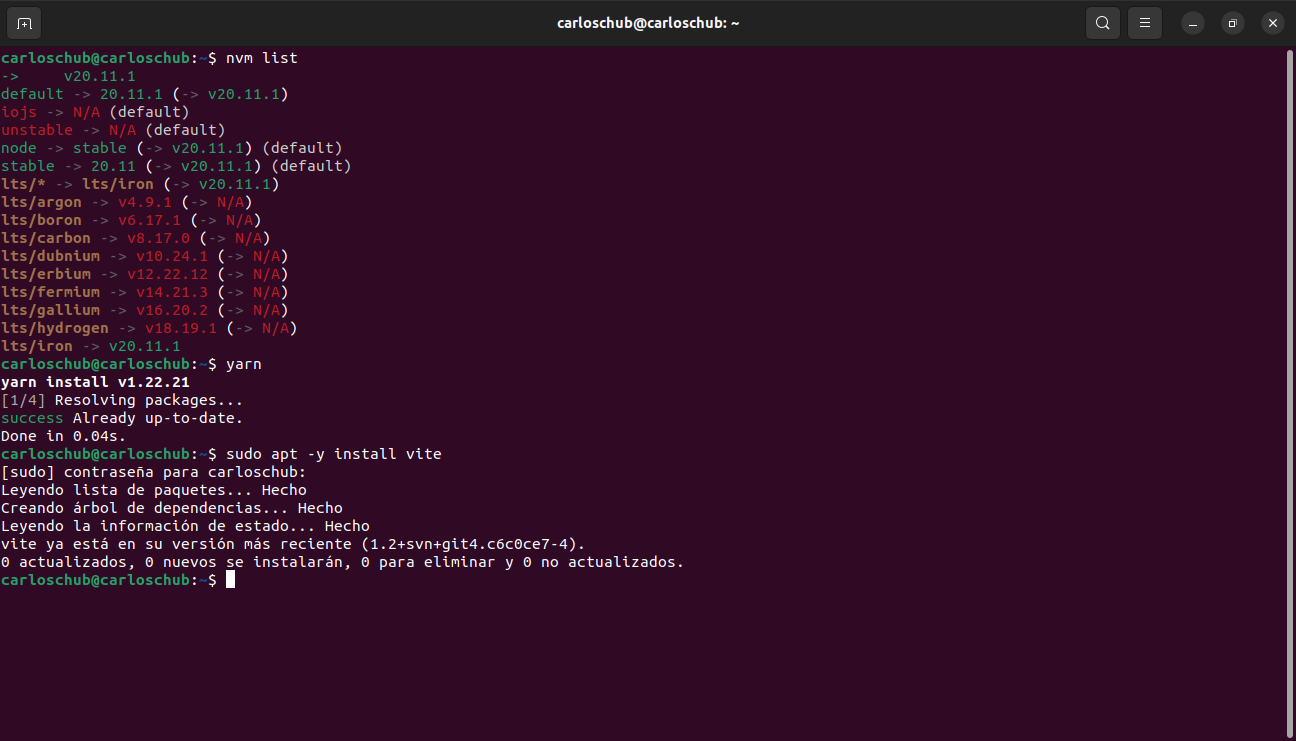 carloschub@carloschub: ~
carloschub@carloschub:~$ nvm list
->     v20.11.1
default -> 20.11.1 (-> v20.11.1)
iojs -> N/A (default)
unstable -> N/A (default)
node -> stable (-> v20.11.1) (default)
stable -> 20.11 (-> v20.11.1) (default)
lts/* -> lts/iron (-> v20.11.1)
lts/argon -> v4.9.1 (-> N/A)
lts/boron -> v6.17.1 (-> N/A)
lts/carbon -> v8.17.0 (-> N/A)
lts/dubnium -> v10.24.1 (-> N/A)
lts/erbium -> v12.22.12 (-> N/A)
lts/fermium -> v14.21.3 (-> N/A)
lts/gallium -> v16.20.2 (-> N/A)
lts/hydrogen -> v18.19.1 (-> N/A)
lts/iron -> v20.11.1
carloschub@carloschub:~$ yarn
yarn install v1.22.21
[1/4] Resolving packages...
success Already up-to-date.
Done in 0.04s.
carloschub@carloschub:~$ sudo apt -y install vite
[sudo] contraseña para carloschub:
Leyendo lista de paquetes... Hecho
Creando árbol de dependencias... Hecho
Leyendo la información de estado... Hecho
vite ya está en su versión más reciente (1.2+svn+git4.c6c0ce7-4).
0 actualizados, 0 nuevos se instalarán, 0 para eliminar y 0 no actualizados.
carloschub@carloschub:~$